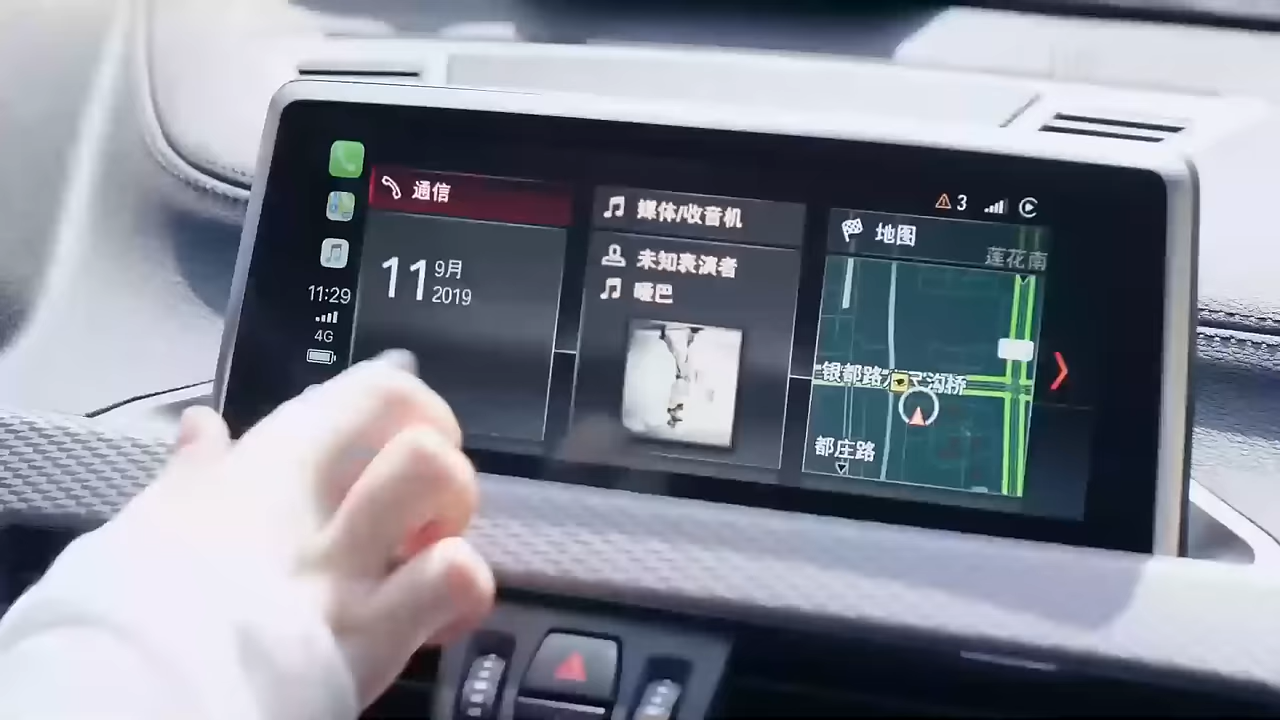 11:29
4G
通信
11
9月
2019
媒体/收音机
未知表演者
哑巴
3
地图
莲花南
银都路
沟桥
都庄路